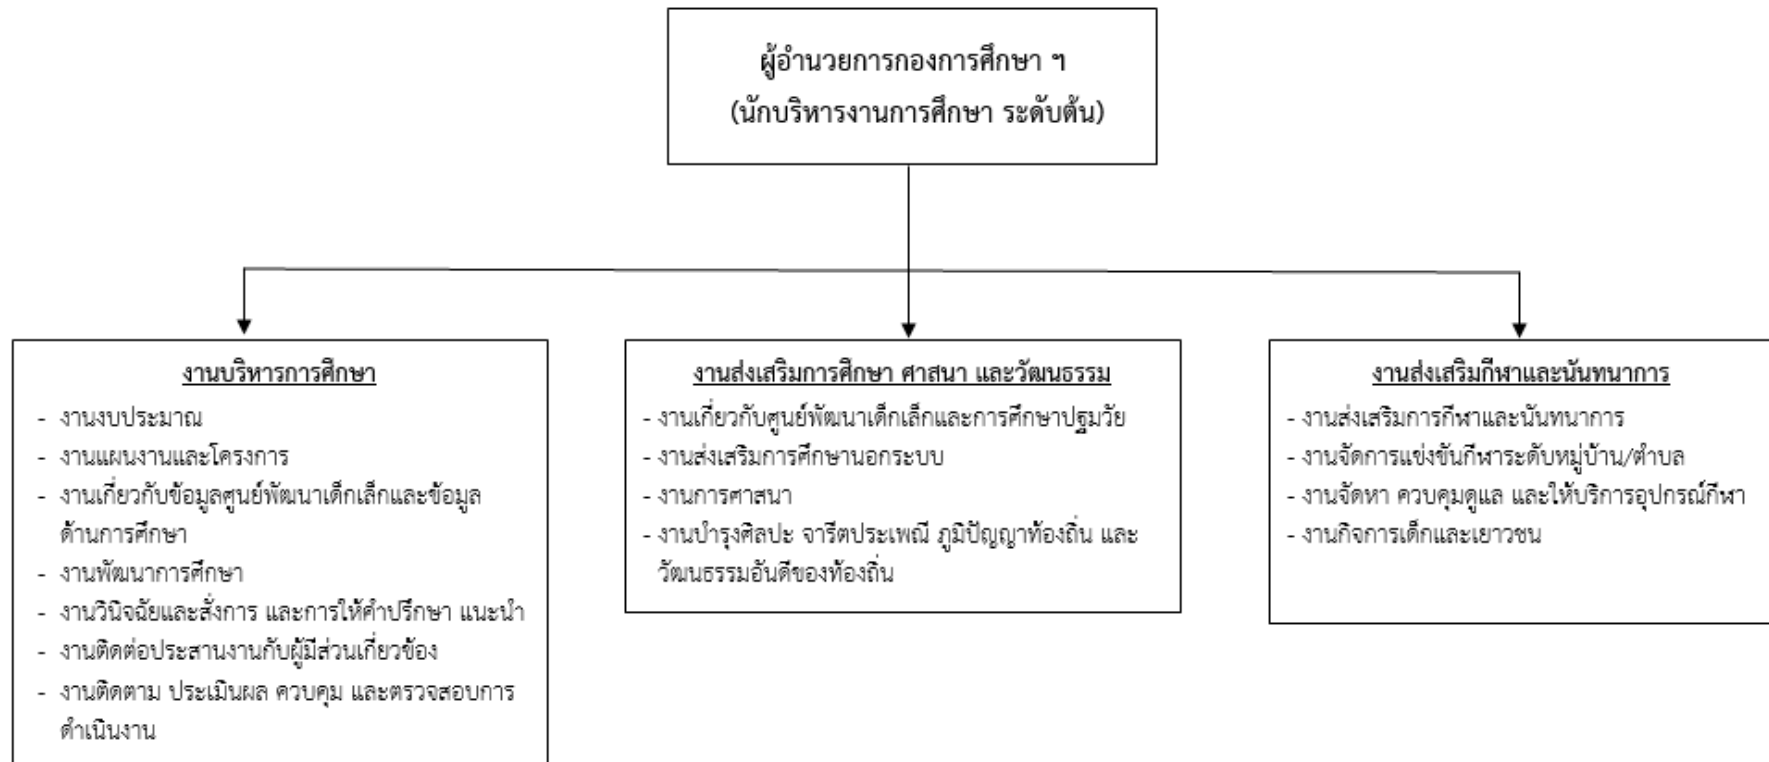 ผู้อำนวยการกองการศึกษา ฯ
(นักบริหารงานการศึกษา ระดับต้น)
งานบริหารการศึกษา
- งานงบประมาณ
- งานแผนงานและโครงการ
- งานเกี่ยวกับข้อมูลศูนย์พัฒนาเด็กเล็กและข้อมูล
ด้านการศึกษา
- งานพัฒนาการศึกษา
- งานวินิจฉัยและสั่งการ และการให้คำปรึกษา แนะนำ
- งานติดต่อประสานงานกับผู้มีส่วนเกี่ยวข้อง
- งานติดตาม ประเมินผล ควบคุม และตรวจสอบการ
ดำเนินงาน
งานส่งเสริมการศึกษา ศาสนา และวัฒนธรรม
- งานเกี่ยวกับศูนย์พัฒนาเด็กเล็กและการศึกษาปฐมวัย
- งานส่งเสริมการศึกษานอกระบบ
- งานการศาสนา
- งานบำรุงศิลปะ จารีตประเพณี ภูมิปัญญาท้องถิ่น และ
วัฒนธรรมอันดีของท้องถิ่น
งานส่งเสริมกีฬาและนันทนาการ
- งานส่งเสริมการกีฬาและนันทนาการ
- งานจัดการแข่งขันกีฬาระดับหมู่บ้าน/ตำบล
- งานจัดหา ควบคุมดูแล และให้บริการอุปกรณ์กีฬา
- งานกิจการเด็กและเยาวชน